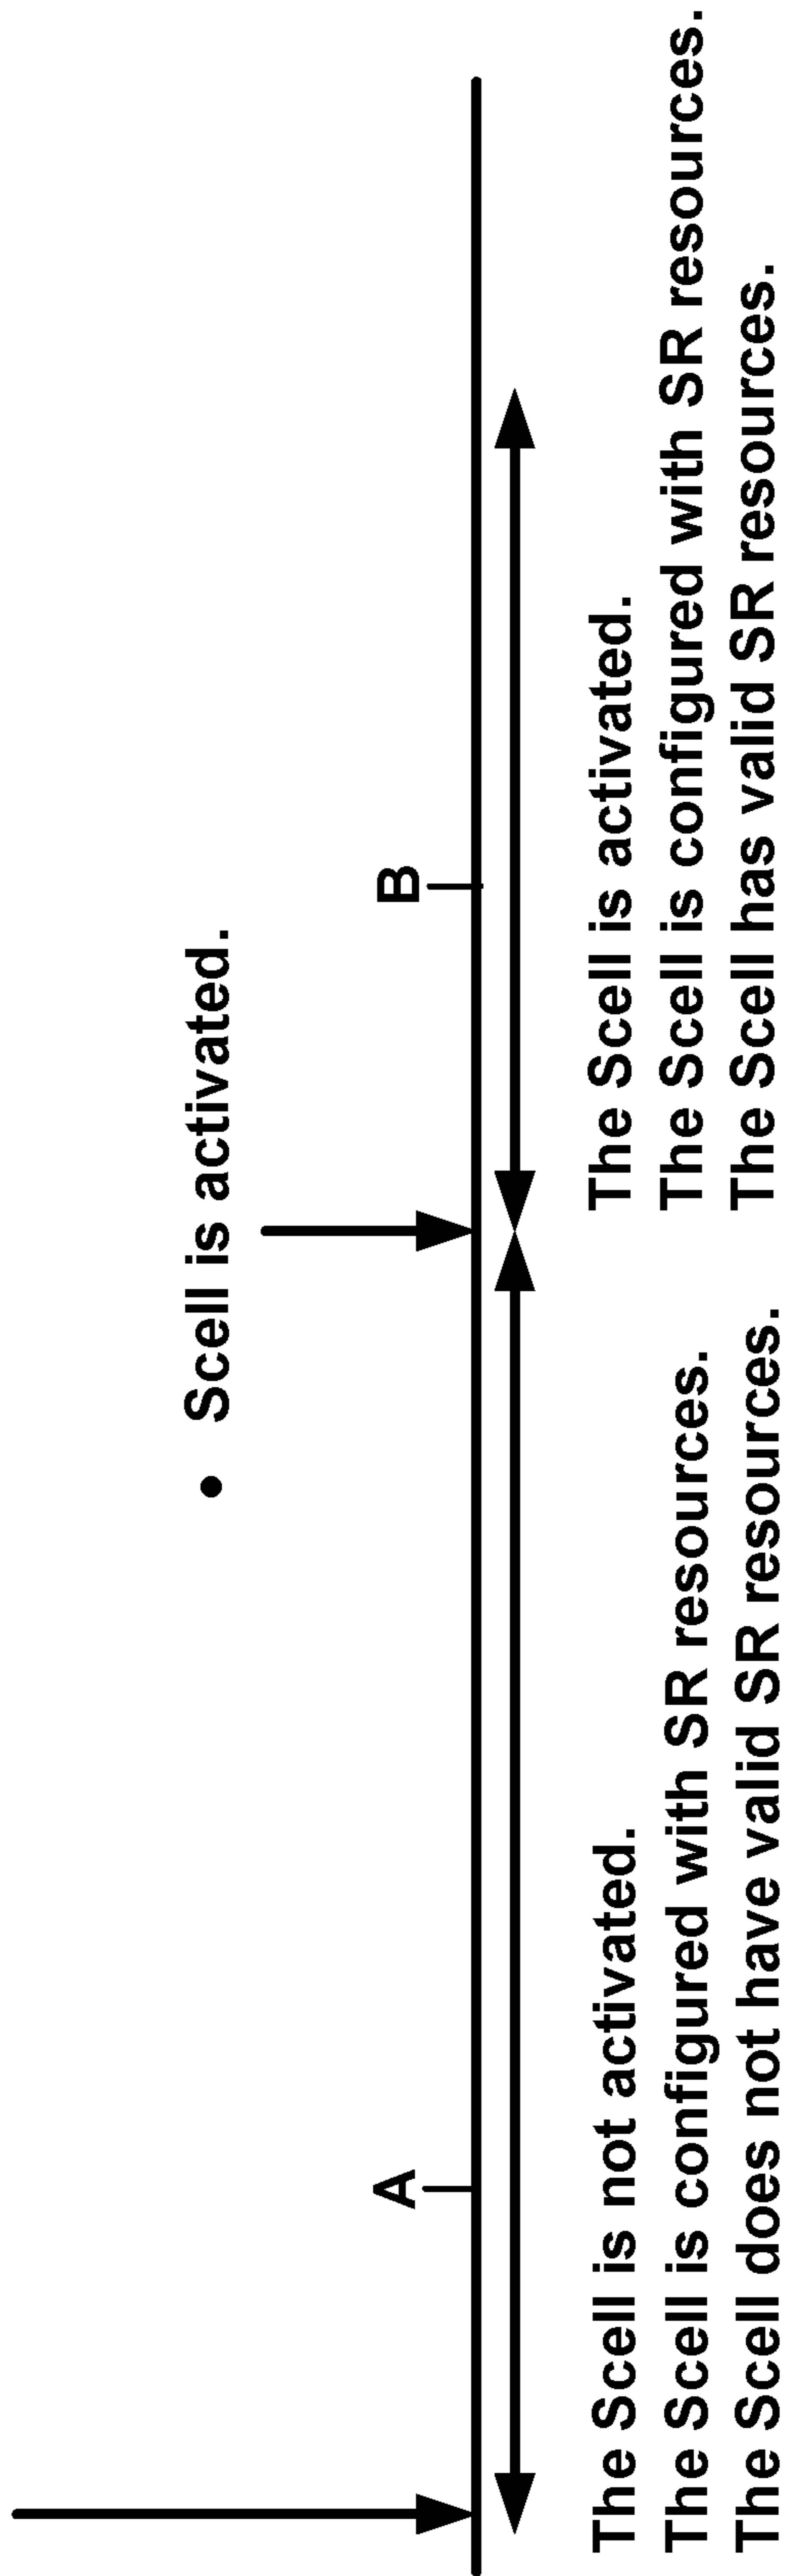 • Scell is activated.
A
B
The Scell is not activated.
The Scell is configured with SR resources.
The Scell does not have valid SR resources.
The Scell is activated.
The Scell is configured with SR resources.
The Scell has valid SR resources.